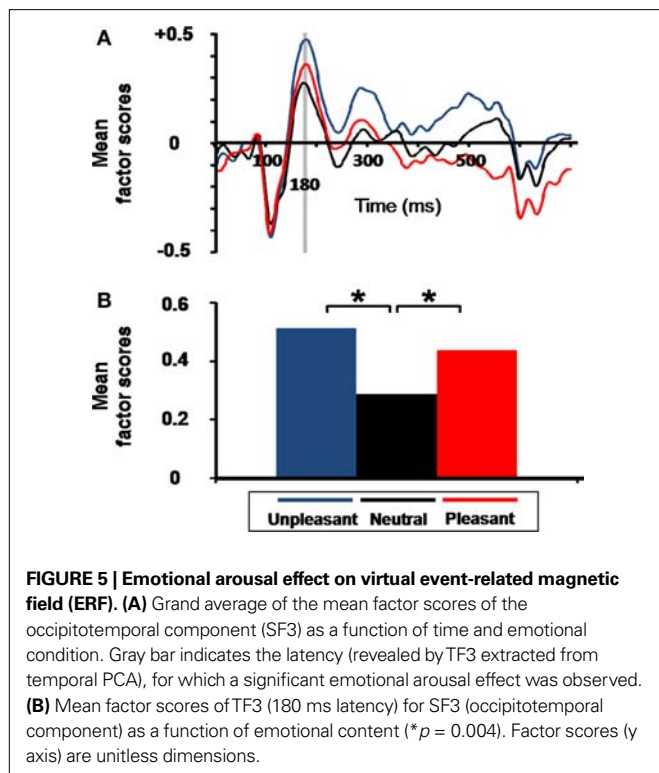 A
+0.5
Mean
factor scores
0
100
300
500
180
Time (ms)
-0.5
B
* *
0.6
Mean
factor scores
0.4
0.2
0
Unpleasant Neutral Pleasant
FIGURE 5 | Emotional arousal effect on virtual event-related magnetic
field (ERF). (A) Grand average of the mean factor scores of the
occipitotemporal component (SF3) as a function of time and emotional
condition. Gray bar indicates the latency (revealed by TF3 extracted from
temporal PCA), for which a significant emotional arousal effect was observed.
(B) Mean factor scores of TF3 (180 ms latency) for SF3 (occipitotemporal
component) as a function of emotional content (*p = 0.004). Factor scores (y
axis) are unitless dimensions.